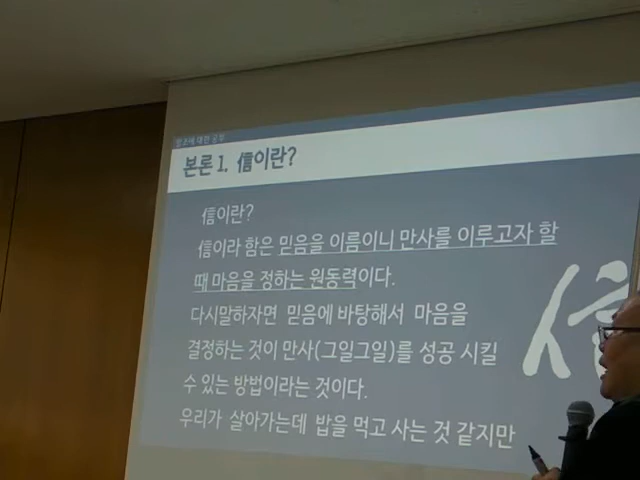 본론 1. 信이란?
信이란?
信이라 함은 믿음을 이름이니 만사를 이루고자 할
때 마음을 정하는 원동력이다.
다시말하자면 믿음에 바탕해서 마음을
결정하는 것이 만사(그일그일)를 성공 시킬
수 있는 방법이라는 것이다.
우리가 살아가는데 밥을 먹고 사는 것 같지만